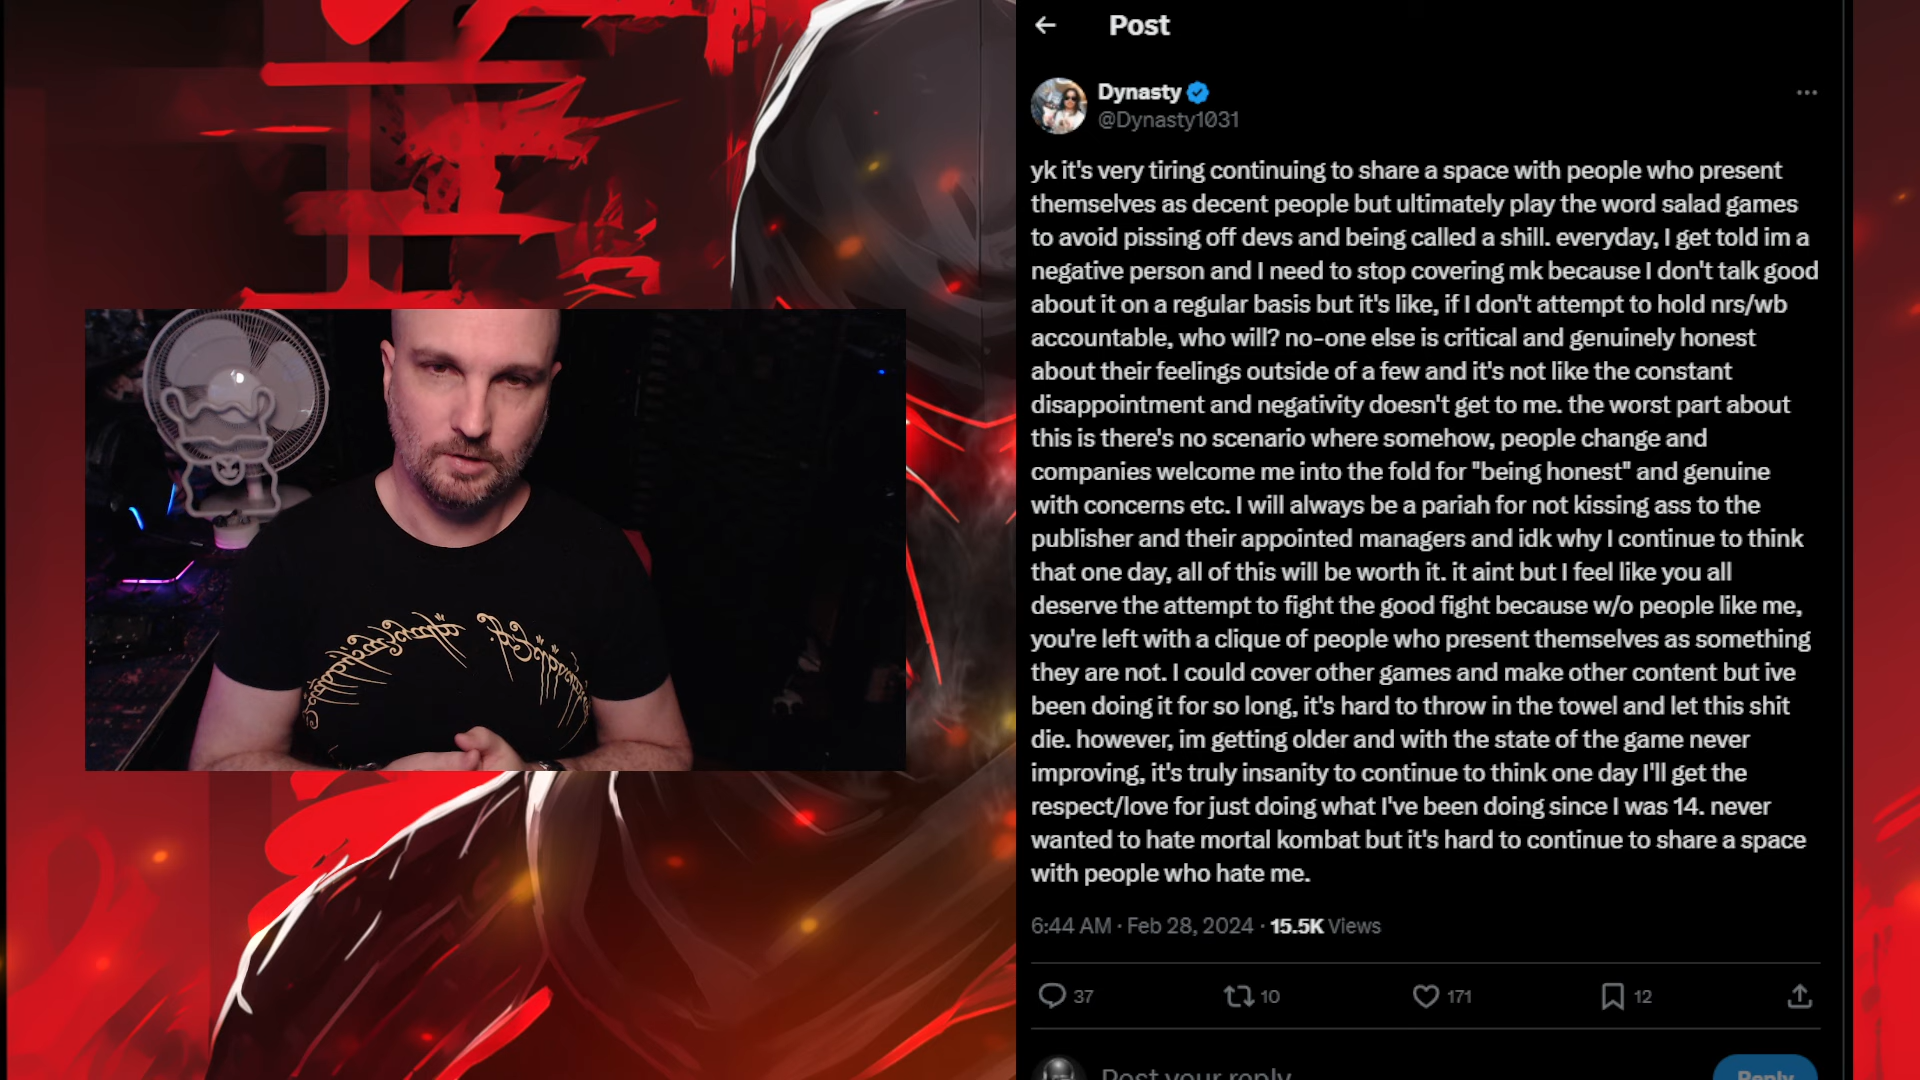 Post
Dynasty
@Dynasty1031
yk it's very tiring continuing to share a space with people who present
themselves as decent people but ultimately play the word salad games
to avoid pissing off devs and being called a shill. everyday, I get told im a
negative person and I need to stop covering mk because I don't talk good
about it on a regular basis but it's like, if I don't attempt to hold nrs/wb
accountable, who will? no-one else is critical and genuinely honest
about their feelings outside of a few and it's not like the constant
disappointment and negativity doesn't get to me. the worst part about
this is there's no scenario where somehow, people change and
companies welcome me into the fold for "being honest" and genuine
with concerns etc. I will always be a pariah for not kissing ass to the
publisher and their appointed managers and idk why I continue to think
that one day, all of this will be worth it. it aint but I feel like you all
deserve the attempt to fight the good fight because w/o people like me,
you're left with a clique of people who present themselves as something
they are not. I could cover other games and make other content but ive
been doing it for so long, it's hard to throw in the towel and let this shit
die. however, im getting older and with the state of the game never
improving, it's truly insanity to continue to think one day I'll get the
respect/love for just doing what I've been doing since I was 14. never
wanted to hate mortal kombat but it's hard to continue to share a space
with people who hate me.
6:44 AM · Feb 28, 2024 · 15.5K Views
37 10 171 12
Post your reply
Reply